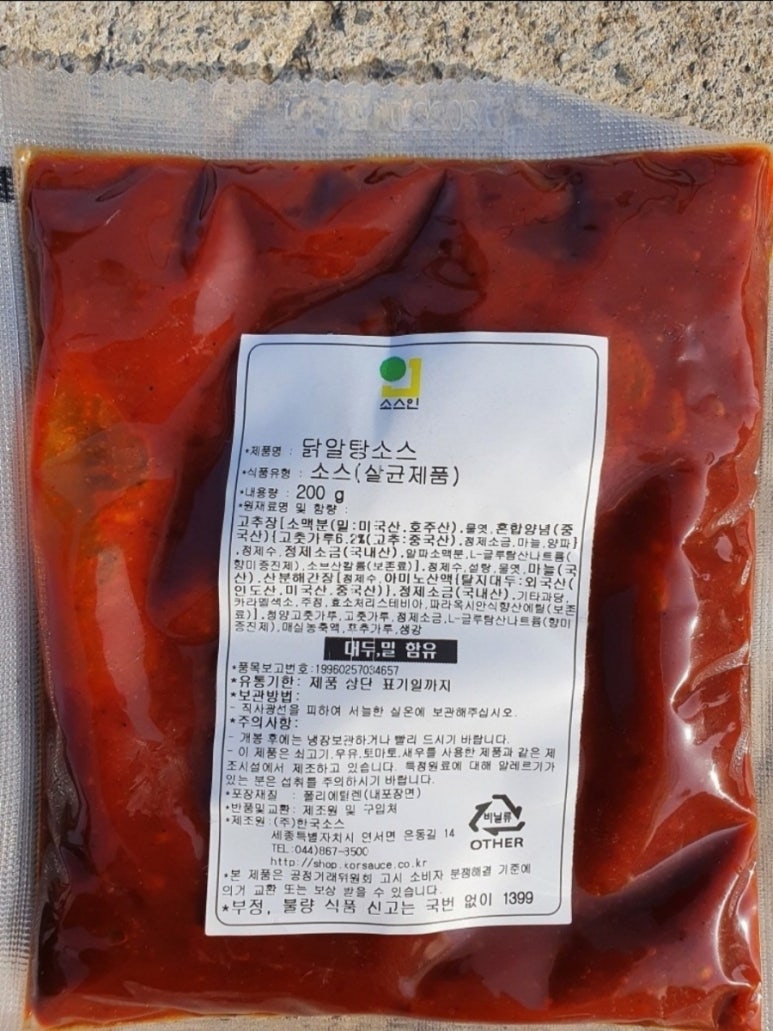 소스인
*제품명 : 닭알탕소스
*식품유형 : 소스(살균제품)
*내용량 : 200 g
*원재료명 및 함량 :
고추장[소맥분(밀:미국산.호주산).물엿.혼합양념(중
국산){고춧가루6.2%(고추:중국산).정제소금.마늘.양파}
.정제수.정제소금(국내산).알파소맥분.L-글루탐산나트륨(
향미증진제).소브산칼륨(보존료)].정제수.설탕.물엿.마늘(국
산).산분해간장[정제수.아미노산액{탈지대두:외국산(
인도산.미국산.중국산)}.정제소금(국내산).기타과당.
카라멜색소.주정.효소처리스테비아.파라옥시안식향산에틸(보존
료)].청양고춧가루.고춧가루.정제소금.L-글루탐산나트륨(향미
증진제).매실농축액.후추가루.생강
대두,밀 함유
*품목보고번호:19960257034657
*유통기한: 제품 상단 표기일까지
*보관방법:
- 직사광선을 피하여 서늘한 실온에 보관해주십시오.
*주의사항:
- 개봉 후에는 냉장보관하거나 빨리 드시기 바랍니다.
- 이 제품은 쇠고기.우유.토마토.새우를 사용한 제품과 같은 제
조시설에서 제조하고 있습니다. 특정원료에 대해 알레르기가
있는 분은 섭취를 주의하시기 바랍니다.
*포장재질 : 폴리에틸렌(내포장면)
*반품및교환: 제조원 및 구입처
*제조원:(주)한국소스
세종특별자치시 연서면 은동길 14
TEL:044)867-3500
http://shop.korsauce.co.kr
비닐류
OTHER
*본 제품은 공정거래위원회 고시 소비자 분쟁해결 기준에
의거 교환 또는 보상 받을 수 있습니다.
*부정, 불량 식품 신고는 국번 없이 1399